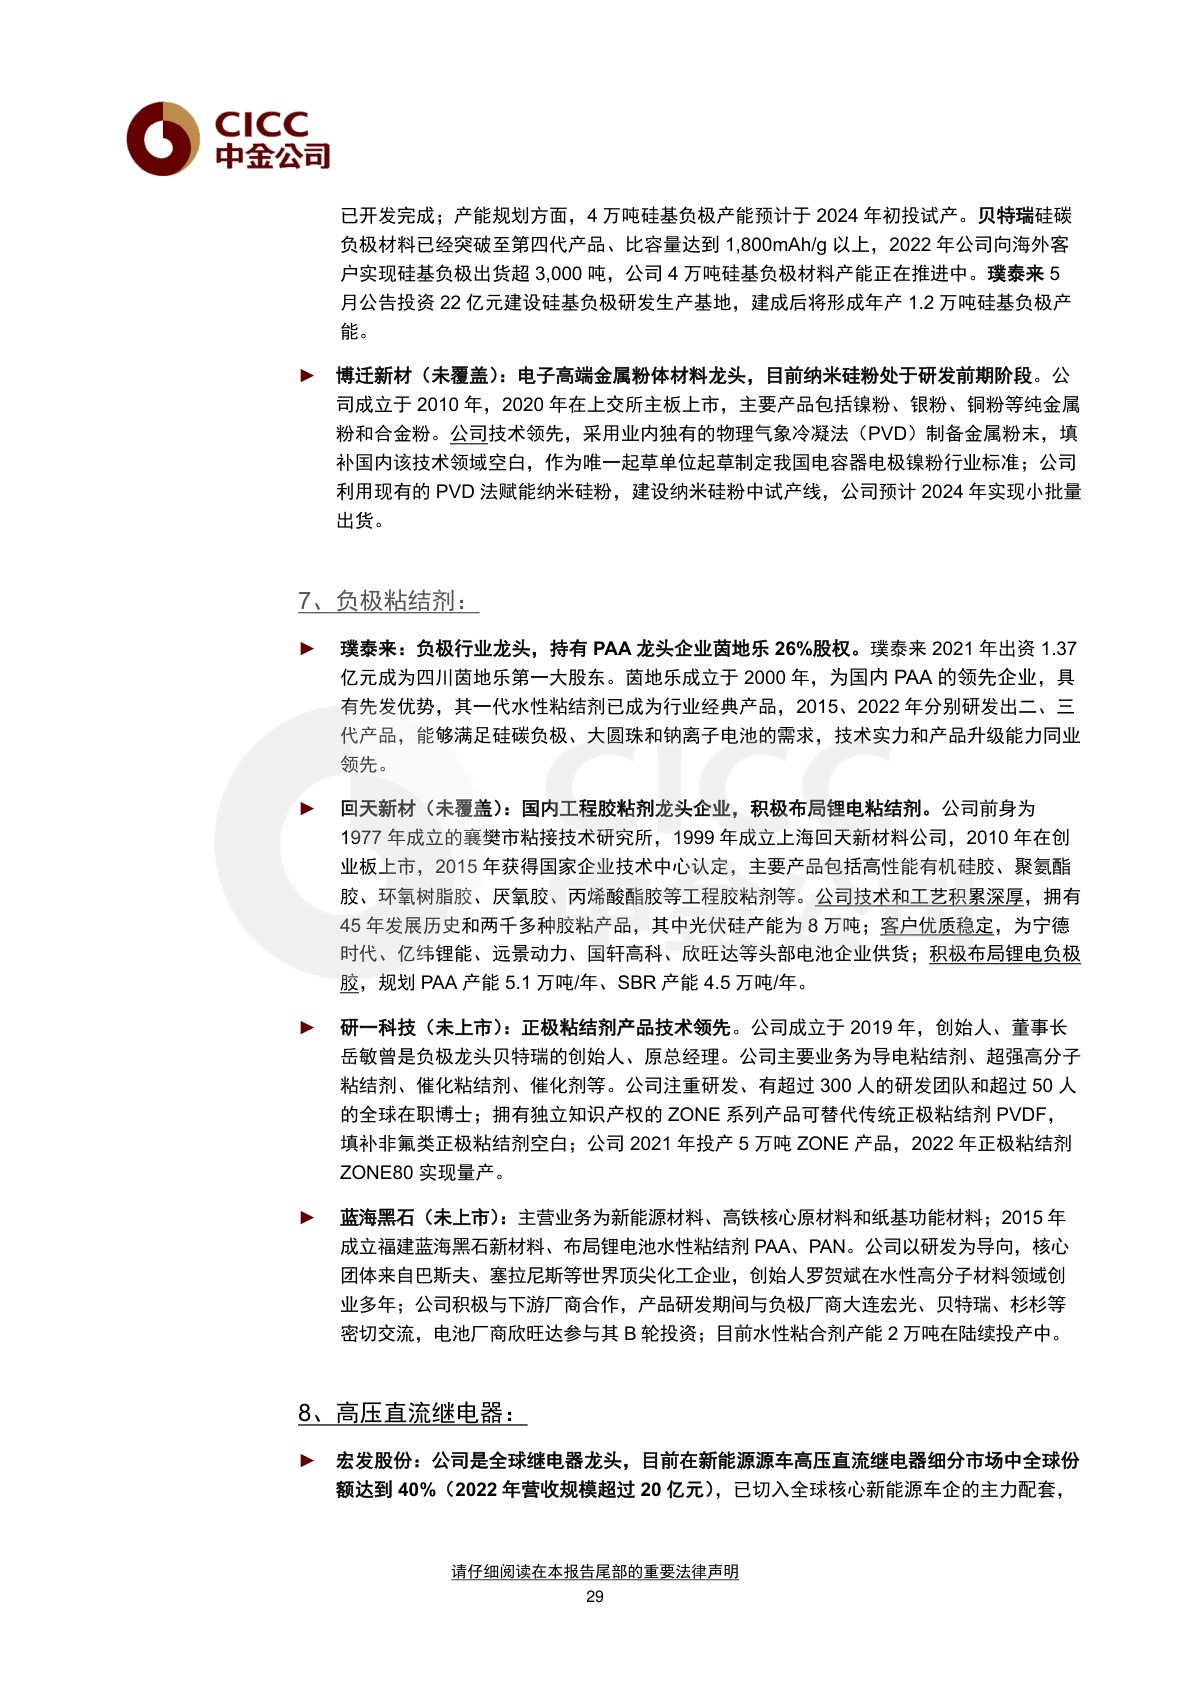 CICC
中金公司
已开发完成；产能规划方面，4 万吨硅基负极产能预计于 2024 年初投试产。贝特瑞硅碳
负极材料已经突破至第四代产品、比容量达到 1,800mAh/g 以上，2022 年公司向海外客
户实现硅基负极出货超 3,000 吨，公司 4 万吨硅基负极材料产能正在推进中。璞泰来 5
月公告投资 22 亿元建设硅基负极研发生产基地，建成后将形成年产 1.2 万吨硅基负极产
能。
► 博迁新材（未覆盖）：电子高端金属粉体材料龙头，目前纳米硅粉处于研发前期阶段。公
司成立于 2010 年，2020 年在上交所主板上市，主要产品包括镍粉、银粉、铜粉等纯金属
粉和合金粉。公司技术领先，采用业内独有的物理气象冷凝法（PVD）制备金属粉末，填
补国内该技术领域空白，作为唯一起草单位起草制定我国电容器电极镍粉行业标准；公司
利用现有的 PVD 法赋能纳米硅粉，建设纳米硅粉中试产线，公司预计 2024 年实现小批量
出货。
7、负极粘结剂：
► 璞泰来：负极行业龙头，持有 PAA 龙头企业茵地乐 26%股权。璞泰来 2021 年出资 1.37
亿元成为四川茵地乐第一大股东。茵地乐成立于 2000 年，为国内 PAA 的领先企业，具
有先发优势，其一代水性粘结剂已成为行业经典产品，2015、2022 年分别研发出二、三
代产品，能够满足硅碳负极、大圆珠和钠离子电池的需求，技术实力和产品升级能力同业
领先。
► 回天新材（未覆盖）：国内工程胶粘剂龙头企业，积极布局锂电粘结剂。公司前身为
1977 年成立的襄樊市粘接技术研究所，1999 年成立上海回天新材料公司，2010 年在创
业板上市，2015 年获得国家企业技术中心认定，主要产品包括高性能有机硅胶、聚氨酯
胶、环氧树脂胶、厌氧胶、丙烯酸酯胶等工程胶粘剂等。公司技术和工艺积累深厚，拥有
45 年发展历史和两千多种胶粘产品，其中光伏硅产能为 8 万吨；客户优质稳定，为宁德
时代、亿纬锂能、远景动力、国轩高科、欣旺达等头部电池企业供货；积极布局锂电负极
胶，规划 PAA 产能 5.1 万吨/年、SBR 产能 4.5 万吨/年。
► 研一科技（未上市）：正极粘结剂产品技术领先。公司成立于 2019 年，创始人、董事长
岳敏曾是负极龙头贝特瑞的创始人、原总经理。公司主要业务为导电粘结剂、超强高分子
粘结剂、催化粘结剂、催化剂等。公司注重研发、有超过 300 人的研发团队和超过 50 人
的全球在职博士；拥有独立知识产权的 ZONE 系列产品可替代传统正极粘结剂 PVDF，
填补非氟类正极粘结剂空白；公司 2021 年投产 5 万吨 ZONE 产品，2022 年正极粘结剂
ZONE80 实现量产。
► 蓝海黑石（未上市）：主营业务为新能源材料、高铁核心原材料和纸基功能材料；2015 年
成立福建蓝海黑石新材料、布局锂电池水性粘结剂 PAA、PAN。公司以研发为导向，核心
团体来自巴斯夫、塞拉尼斯等世界顶尖化工企业，创始人罗贺斌在水性高分子材料领域创
业多年；公司积极与下游厂商合作，产品研发期间与负极厂商大连宏光、贝特瑞、杉杉等
密切交流，电池厂商欣旺达参与其 B 轮投资；目前水性粘合剂产能 2 万吨在陆续投产中。
8、高压直流继电器：
► 宏发股份：公司是全球继电器龙头，目前在新能源源车高压直流继电器细分市场中全球份
额达到 40%（2022 年营收规模超过 20 亿元），已切入全球核心新能源车企的主力配套，
请仔细阅读在本报告尾部的重要法律声明
29